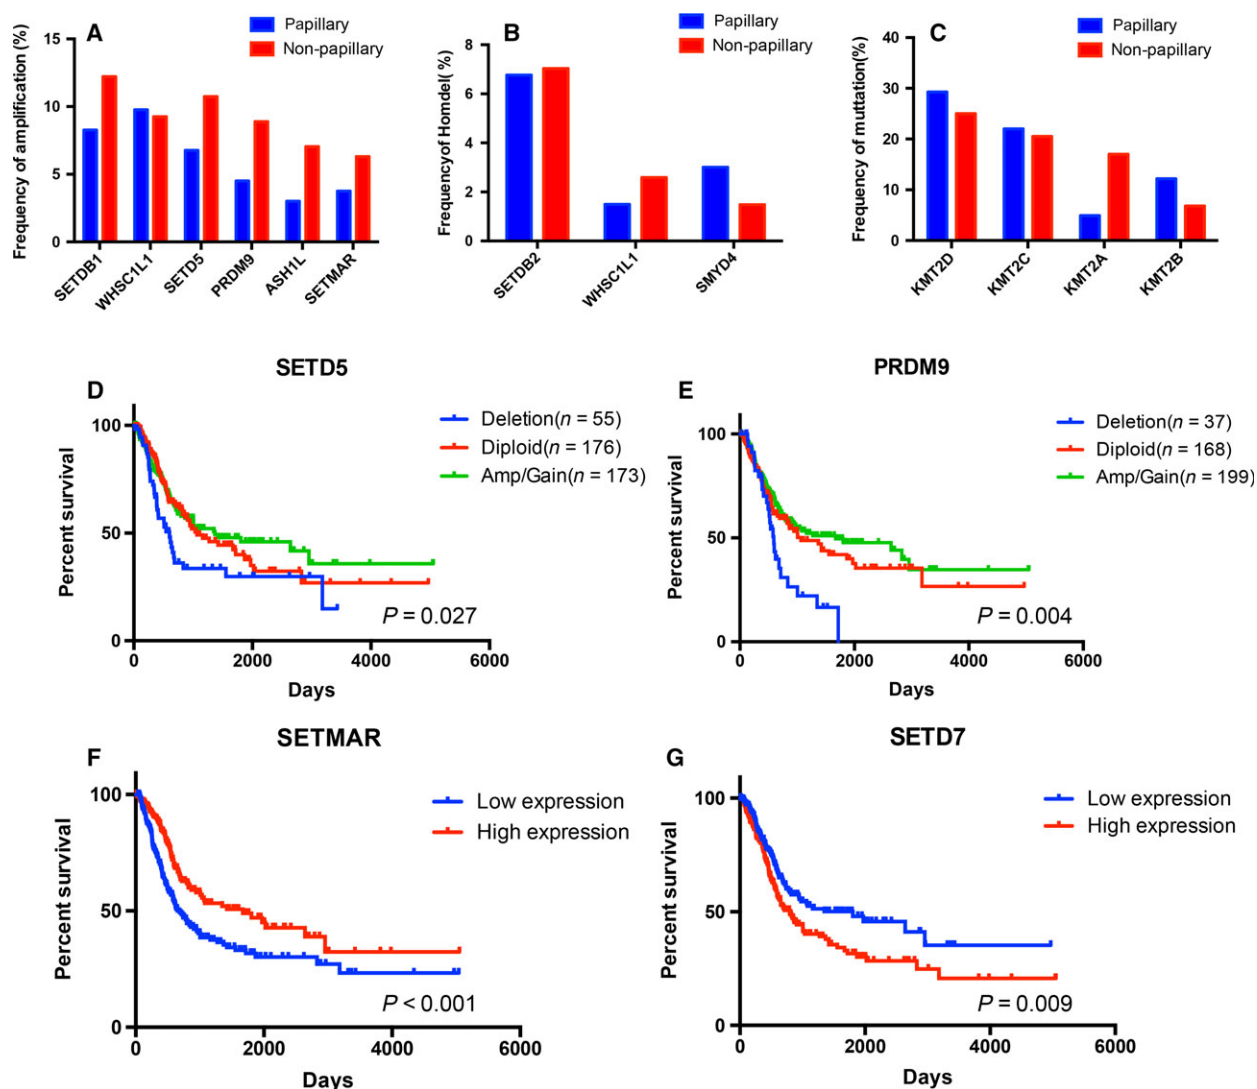 A
Papillary
Non-papillary
Frequency of amplification (%)
15
10
5
0
SETDB1
WHSC1L1
SETD5
PRDM9
ASH1L
SETMAR
B
Papillary
Non-papillary
Frequencyof Homdel( %)
8
6
4
2
0
SETDB2
WHSC1L1
SMYD4
C
Papillary
Non-papillary
Frequency of muttation(%)
40
30
20
10
0
KMT2D
KMT2C
KMT2A
KMT2B
SETD5
D
Deletion(n = 55)
Diploid(n = 176)
Amp/Gain(n = 173)
Percent survival
100
50
0
P = 0.027
0 2000 4000 6000
Days
PRDM9
E
Deletion(n = 37)
Diploid(n = 168)
Amp/Gain(n = 199)
Percent survival
100
50
0
P = 0.004
0 2000 4000 6000
Days
SETMAR
F
Low expression
High expression
Percent survival
100
50
0
P < 0.001
0 2000 4000 6000
Days
SETD7
G
Low expression
High expression
Percent survival
100
50
0
P = 0.009
0 2000 4000 6000
Days